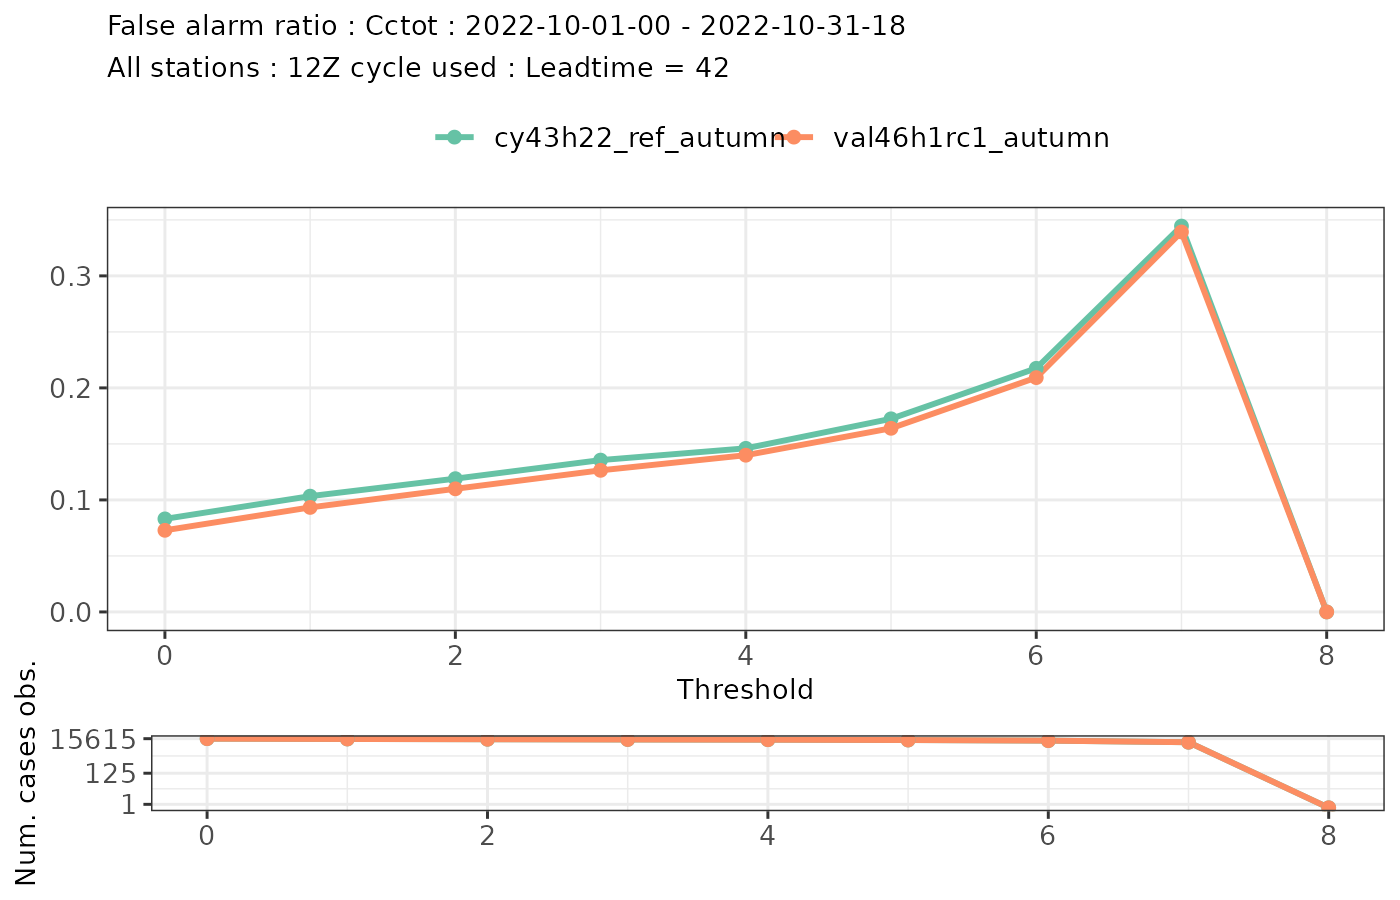 False alarm ratio : Cctot : 2022-10-01-00 - 2022-10-31-18
All stations : 12Z cycle used : Leadtime = 42
cy43h22_ref_autumn val46h1rc1_autumn
0.3
0.2
0.1
0.0
0 2 4 6 8
Threshold
Num. cases obs.
15615
125
1
0 2 4 6 8